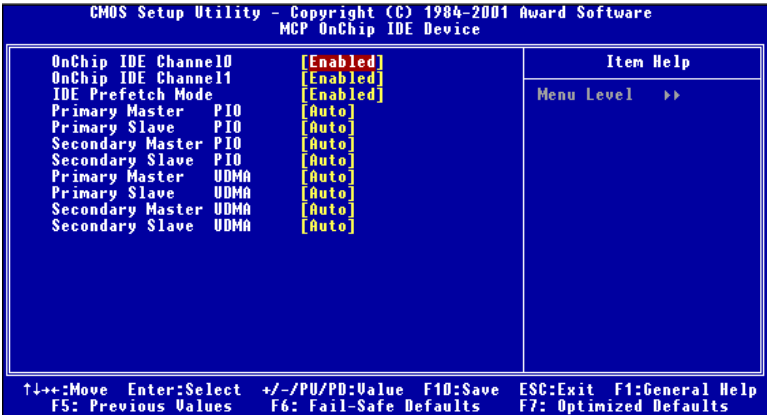 CMOS Setup Utility - Copyright (C) 1984-2001 Award Software
MCP OnChip IDE Device
OnChip IDE Channel0 [Enabled]
OnChip IDE Channel1 [Enabled]
IDE Prefetch Mode [Enabled]
Primary Master PIO [Auto]
Primary Slave PIO [Auto]
Secondary Master PIO [Auto]
Secondary Slave PIO [Auto]
Primary Master UDMA [Auto]
Primary Slave UDMA [Auto]
Secondary Master UDMA [Auto]
Secondary Slave UDMA [Auto]
Item Help
Menu Level ▸▸
↑↓→←:Move Enter:Select +/-/PU/PD:Value F10:Save ESC:Exit F1:General Help
F5: Previous Values F6: Fail-Safe Defaults F7: Optimized Defaults